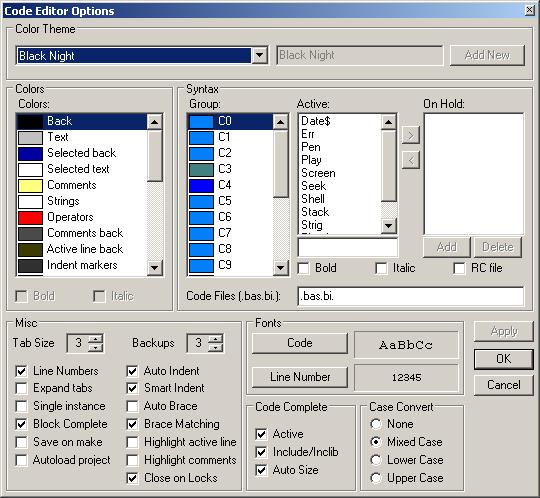 Code Editor Options
Color Theme
Black Night
Black Night
Add New
Colors
Colors:
Back
Text
Selected back
Selected text
Comments
Strings
Operators
Comments back
Active line back
Indent markers
Bold
Italic
Syntax
Group:
C0
C1
C2
C3
C4
C5
C6
C7
C8
C9
Active:
Date$
Err
Pen
Play
Screen
Seek
Shell
Stack
Strig
>
<
On Hold:
Add
Delete
Bold
Italic
RC file
Code Files (.bas.bi.):
.bas.bi.
Misc
Tab Size
3
Backups
3
Line Numbers
Expand tabs
Single instance
Block Complete
Save on make
Autoload project
Auto Indent
Smart Indent
Auto Brace
Brace Matching
Highlight active line
Highlight comments
Close on Locks
Fonts
Code
AaBbCc
Line Number
12345
Code Complete
Active
Include/Inclib
Auto Size
Case Convert
None
Mixed Case
Lower Case
Upper Case
Apply
OK
Cancel